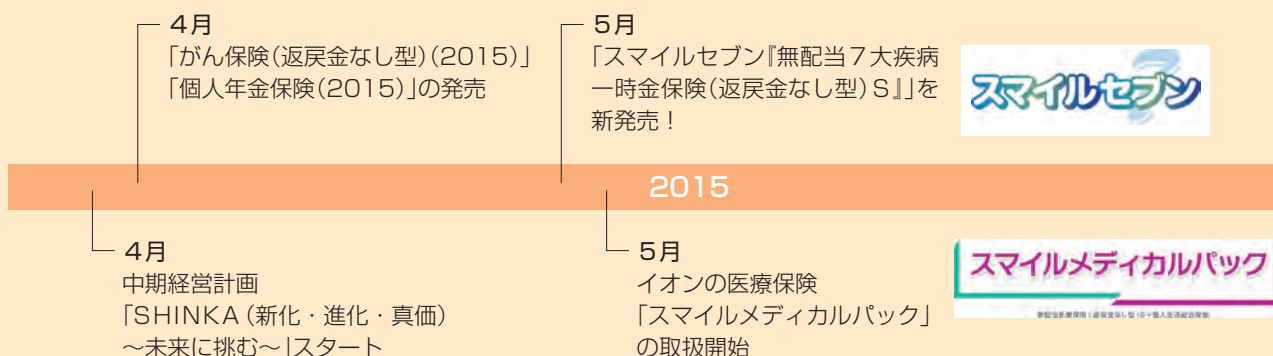 4月
「がん保険(返戻金なし型)(2015)」
「個人年金保険(2015)」の発売
5月
「スマイルセブン『無配当７大疾病
一時金保険(返戻金なし型)Ｓ』」を
新発売！
スマイルセブン
2015
4月
中期経営計画
「SHINKA（新化・進化・真価）
～未来に挑む～」スタート
5月
イオンの医療保険
「スマイルメディカルパック」
の取扱開始
スマイルメディカルパック